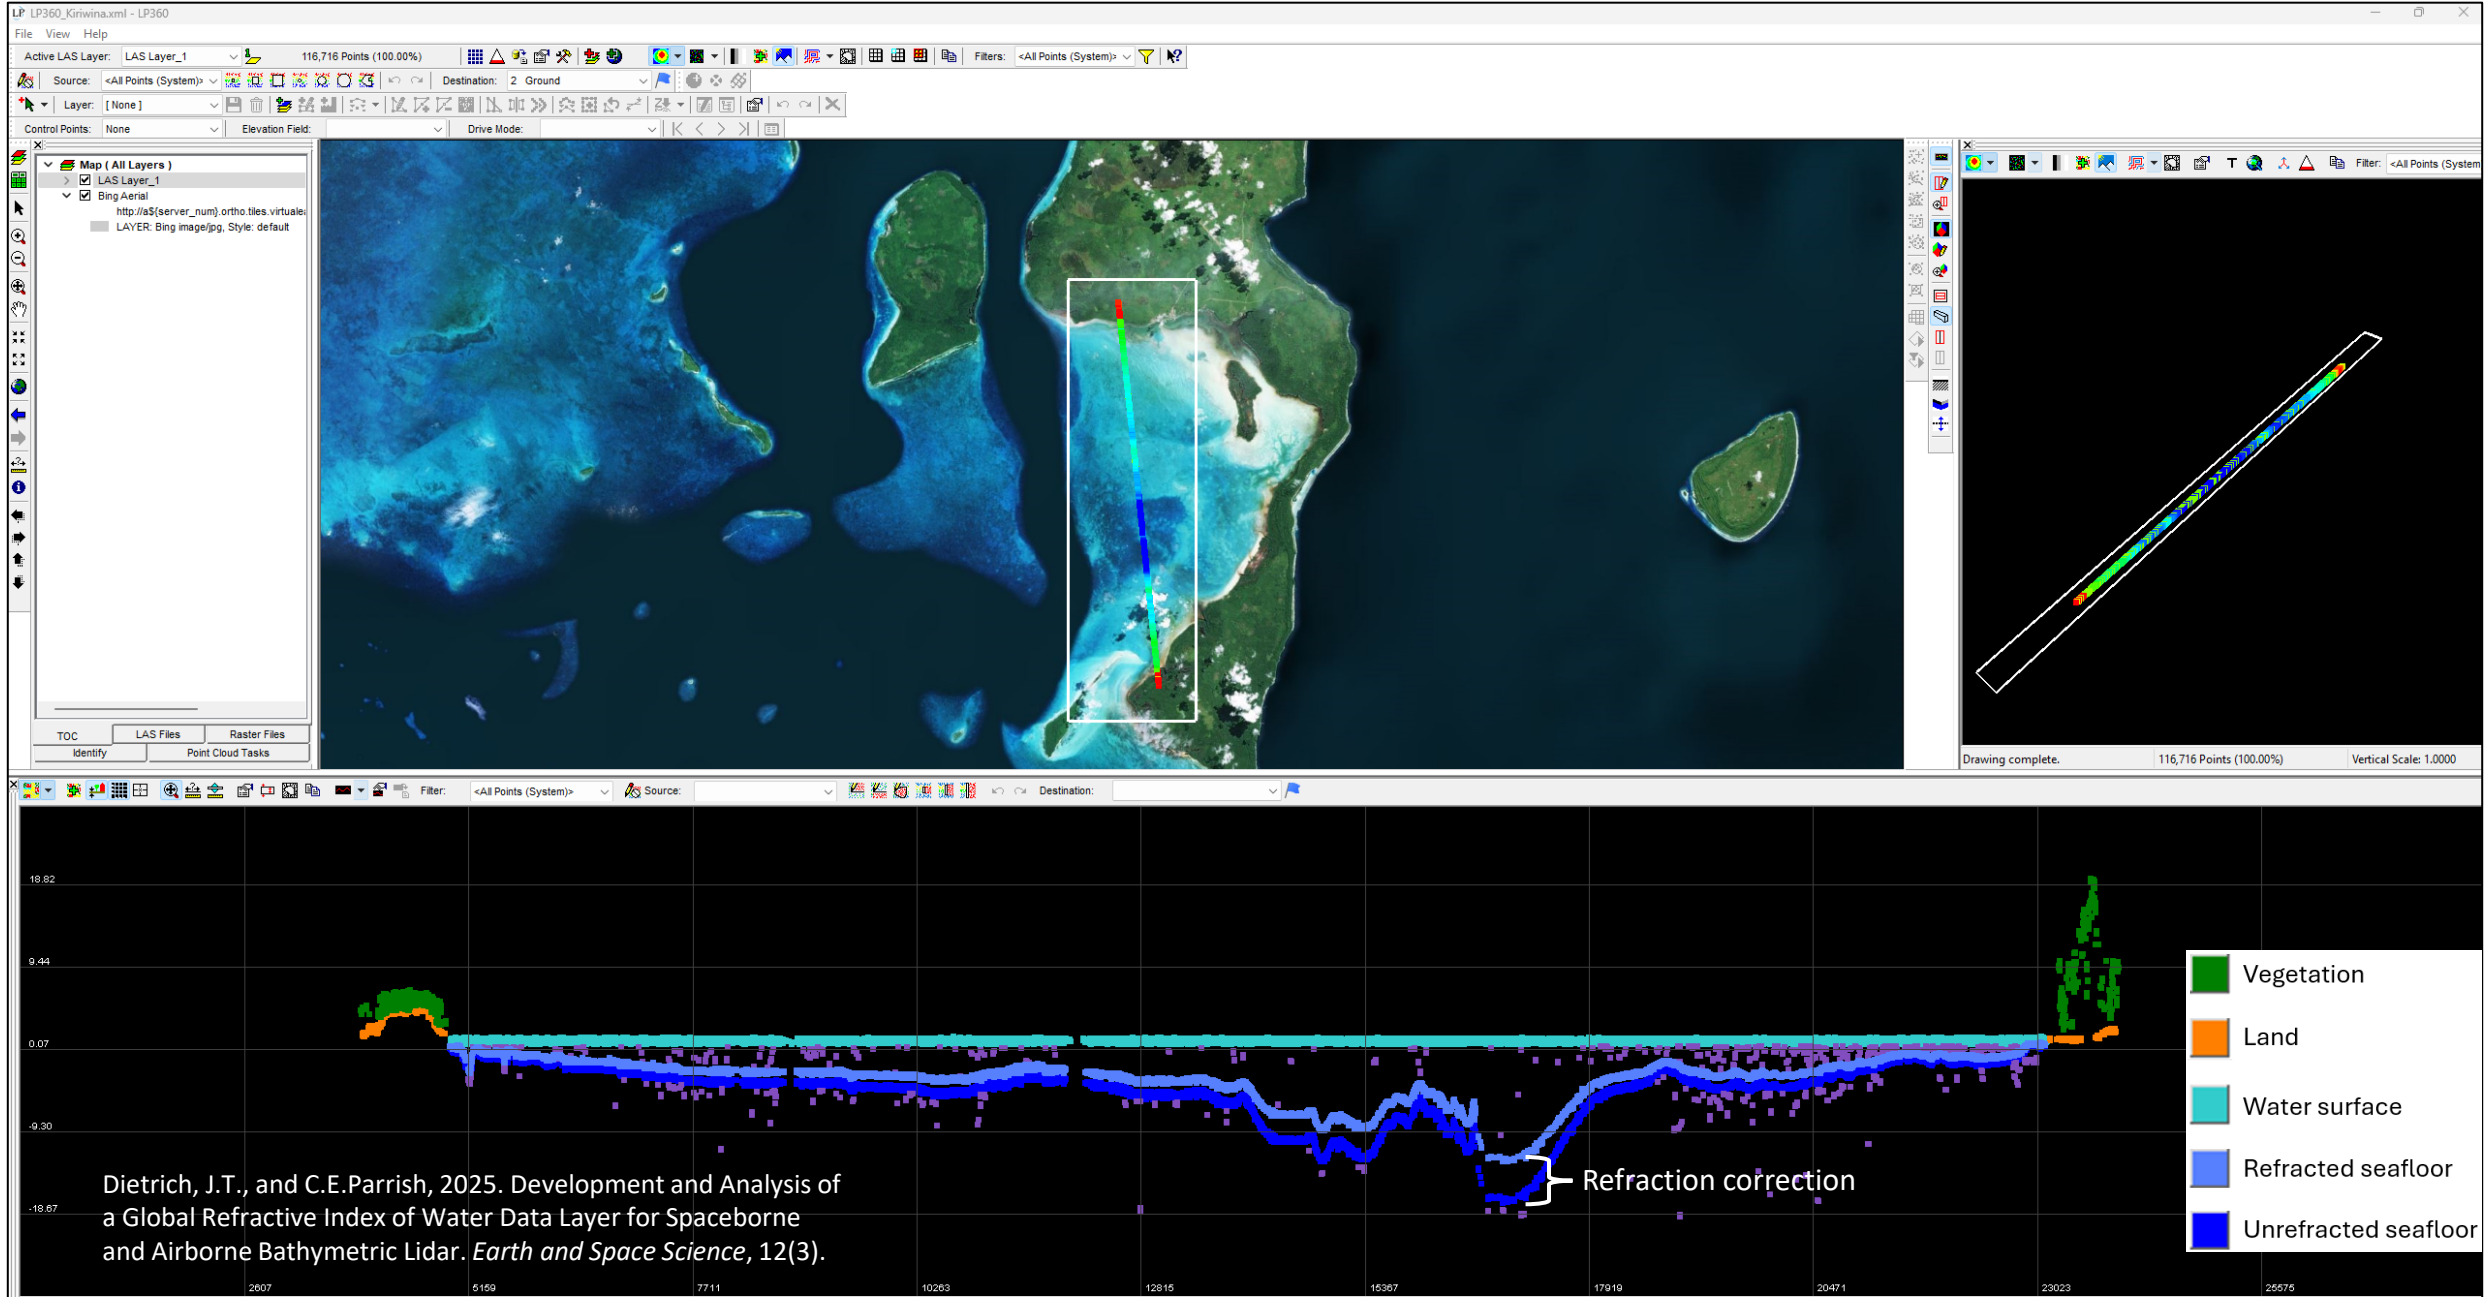 LP360_Kiriwina.xml - LP360
File View Help
Active LAS Layer: LAS Layer_1 116,716 Points (100.00%) Filters: <All Points (System)>
Source: <All Points (System)> Destination: 2 Ground
Layer: [ None ]
Control Points: None Elevation Field: Drive Mode:
Map ( All Layers )
LAS Layer_1
Bing Aerial
http://a${server_num}.ortho.tiles.virtualea
LAYER: Bing image/jpg, Style: default
TOC LAS Files Raster Files
Identify Point Cloud Tasks
T Filter: <All Points (System
Drawing complete. 116,716 Points (100.00%) Vertical Scale: 1.0000
Filter: <All Points (System)> Source: Destination:
18.82
9.44
0.07
-9.30
-18.67
2607 5159 7711 10263 12815 15367 17919 20471 23023 25575
Refraction correction
Dietrich, J.T., and C.E.Parrish, 2025. Development and Analysis of
a Global Refractive Index of Water Data Layer for Spaceborne
and Airborne Bathymetric Lidar. Earth and Space Science, 12(3).
Vegetation
Land
Water surface
Refracted seafloor
Unrefracted seafloor